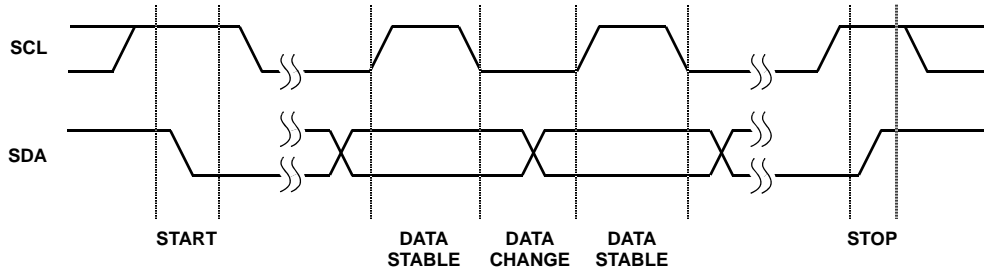 SCL
SDA
START
DATA
STABLE
DATA
CHANGE
DATA
STABLE
STOP